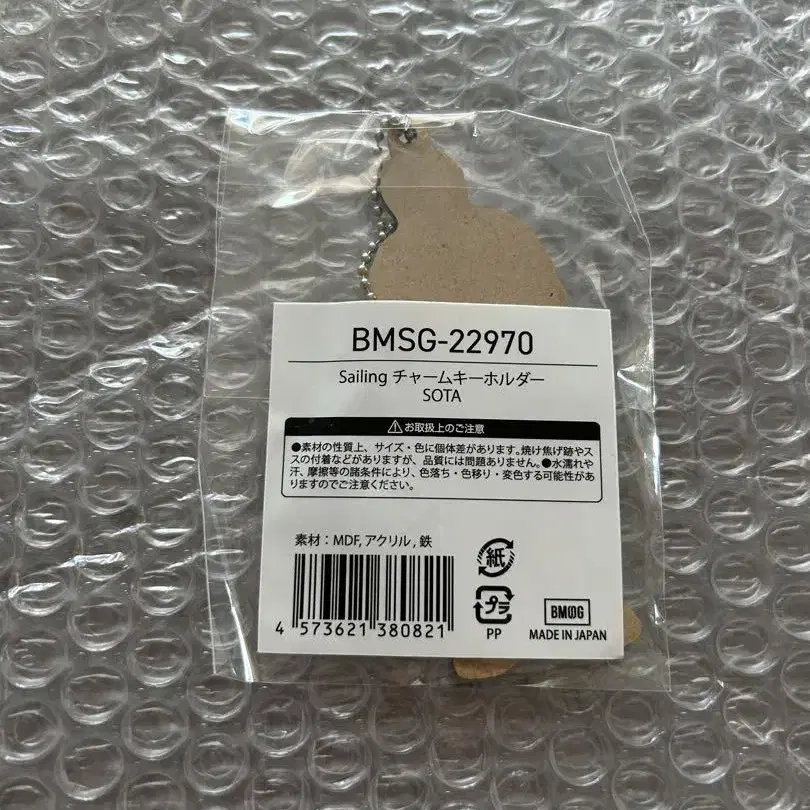 BMSG-22970
Sailing チャームキーホルダー
SOTA
⚠お取扱上のご注意
●素材の性質上、サイズ・色に個体差があります。焼け焦げ跡やス
スの付着などがありますが、品質には問題ありません。●水濡れや
汗、摩擦等の諸条件により、色落ち・色移り・変色する可能性があ
りますのでご注意ください。
素材：MDF,アクリル,鉄
4 573621 380821
紙
プラ
PP
BMSG
MADE IN JAPAN